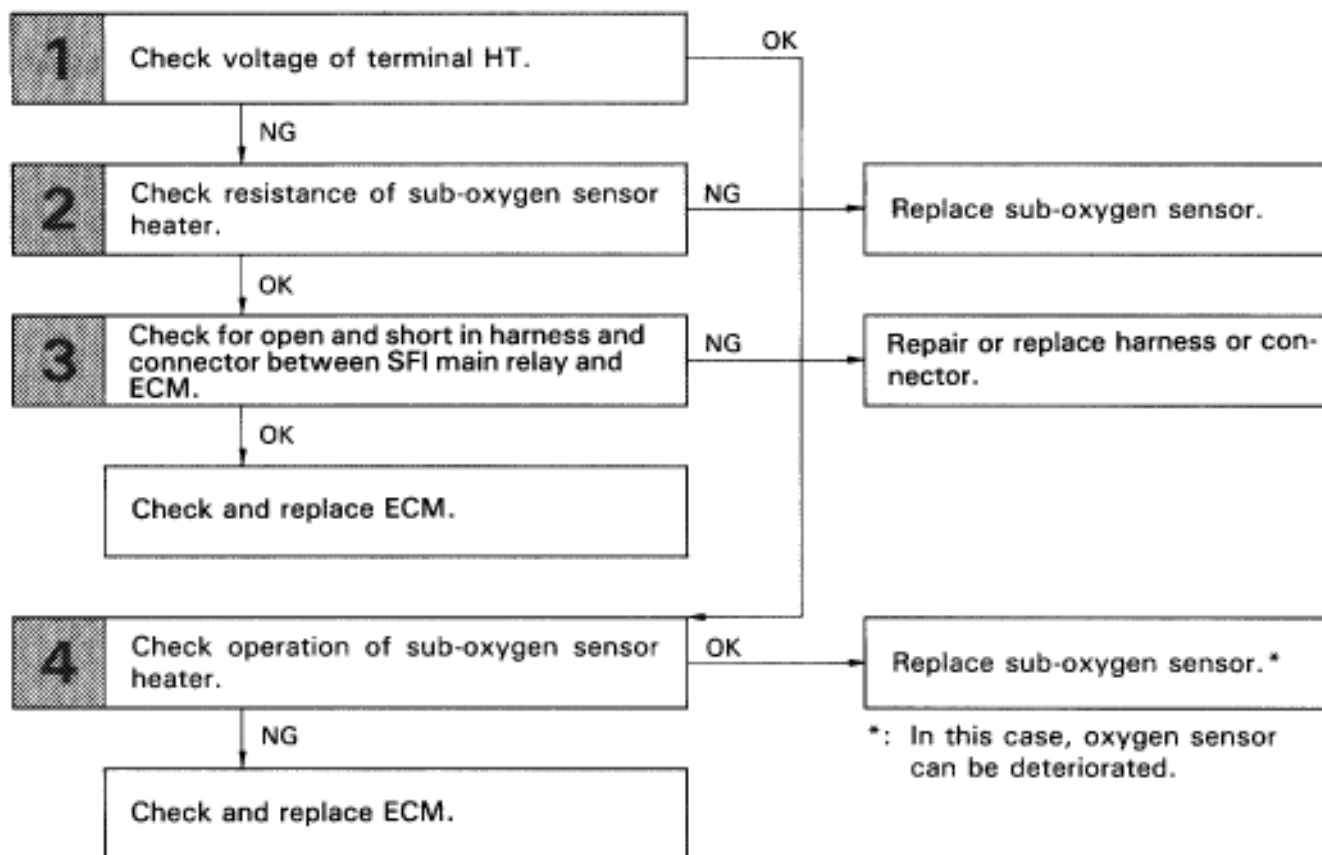 1
Check voltage of terminal HT.
OK
NG
2
Check resistance of sub-oxygen sensor
heater.
NG
Replace sub-oxygen sensor.
OK
3
Check for open and short in harness and
connector between SFI main relay and
ECM.
NG
Repair or replace harness or con-
nector.
OK
Check and replace ECM.
4
Check operation of sub-oxygen sensor
heater.
OK
Replace sub-oxygen sensor.*
*: In this case, oxygen sensor
can be deteriorated.
NG
Check and replace ECM.